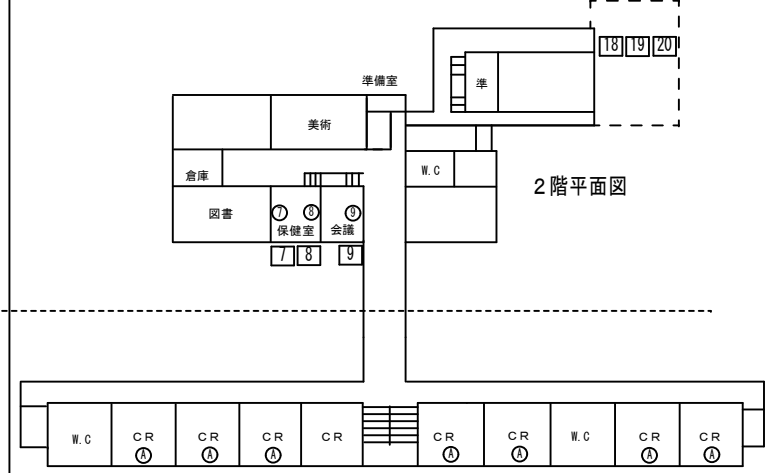 18 19 20
準備室
準
美術
W.C
倉庫
2階平面図
図書
⑦ ⑧ ⑨
保健室 会議
7 8 9
W.C CR CR CR CR CR CR W.C CR CR
Ⓐ Ⓐ Ⓐ Ⓐ Ⓐ Ⓐ Ⓐ